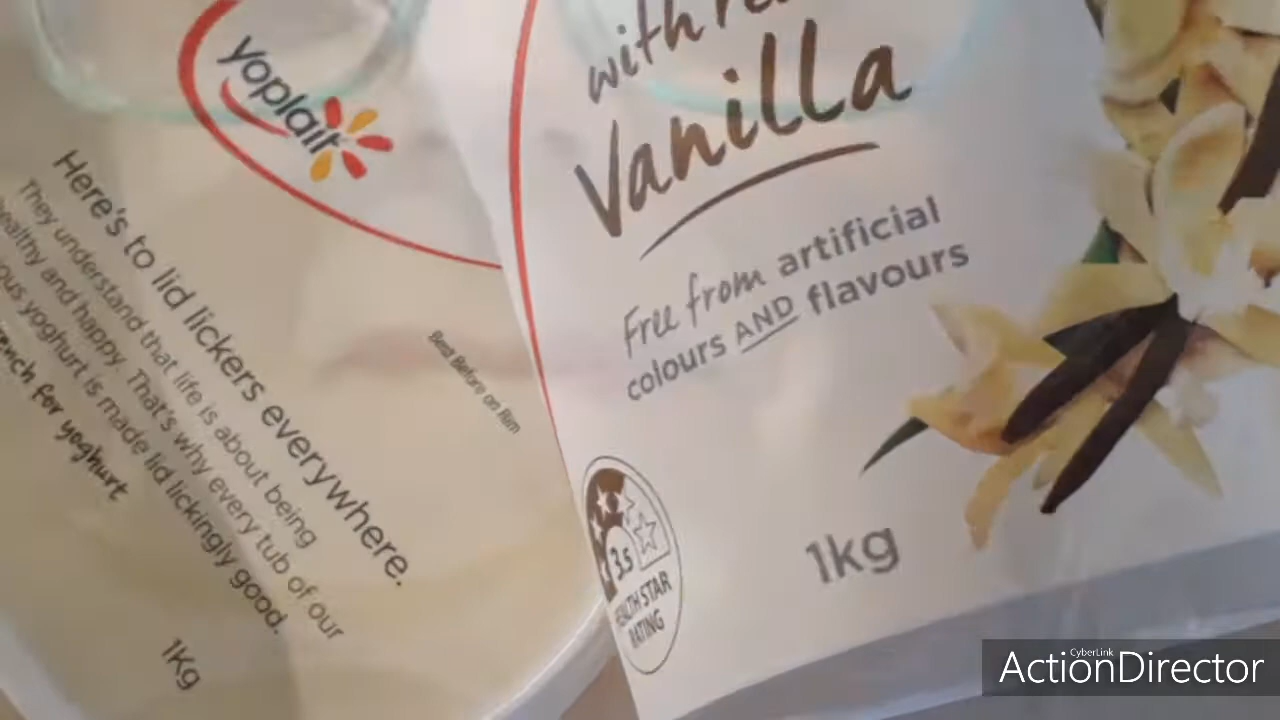 yoplait
Here's to lid lickers everywhere.
They understand that life is about being
healthy and happy. That's why every tub of our
yoghurt is made lid lickingly good.
for yoghurt
Best Before on Rim
1Kg
with
Vanilla
Free from artificial
colours AND flavours
3.5
HEALTH STAR
RATING
1kg
CyberLink
ActionDirector